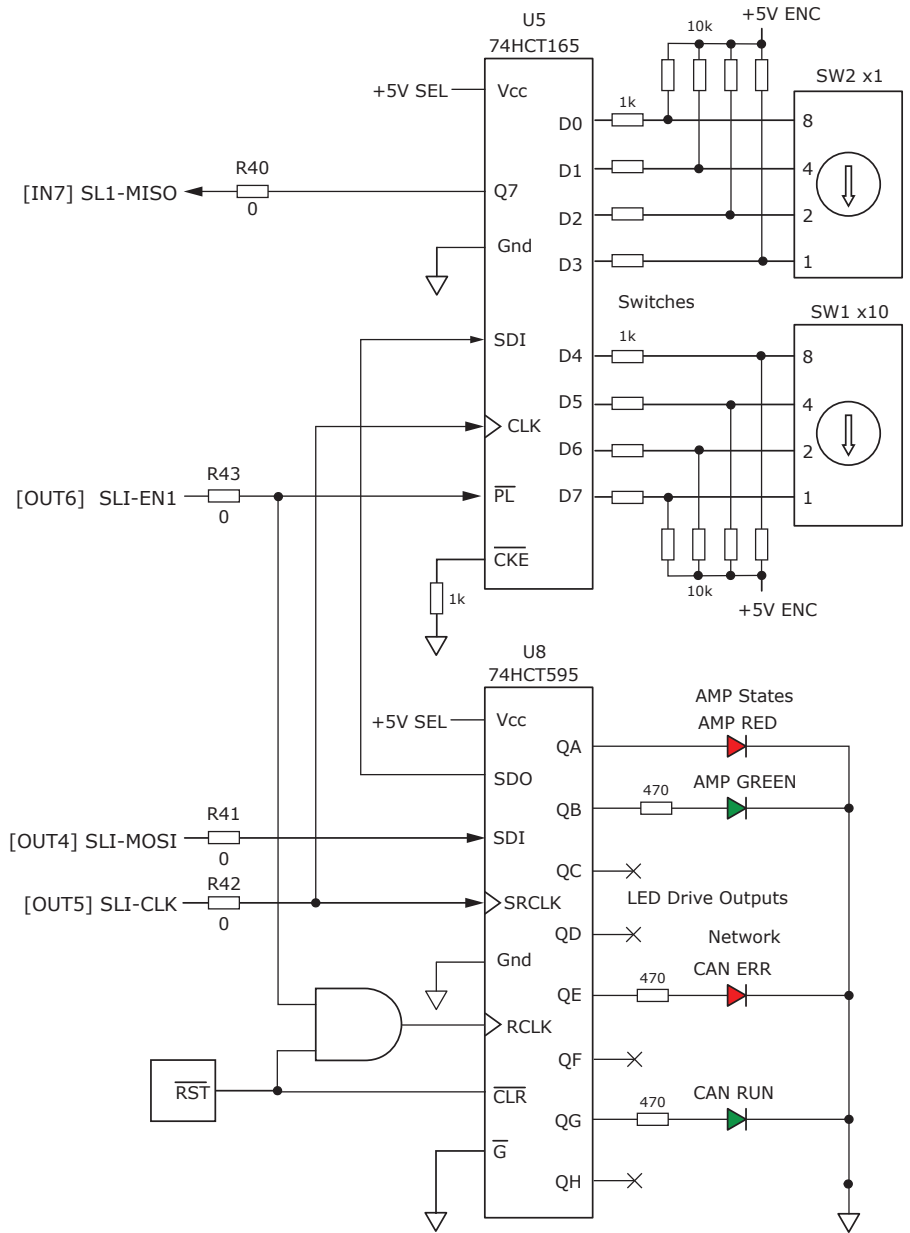 U5
74HCT165
+5V SEL
Vcc
[IN7] SL1-MISO
R40
0
Q7
Gnd
SDI
CLK
[OUT6] SLI-EN1
R43
0
PL
CKE
1k
D0
D1
D2
D3
D4
D5
D6
D7
1k
10k
+5V ENC
SW2 x1
8
4
2
1
Switches
1k
SW1 x10
8
4
2
1
10k
+5V ENC
U8
74HCT595
+5V SEL
Vcc
SDO
[OUT4] SLI-MOSI
R41
0
SDI
[OUT5] SLI-CLK
R42
0
SRCLK
Gnd
RCLK
RST
CLR
G
QA
QB
QC
QD
QE
QF
QG
QH
AMP States
AMP RED
470
AMP GREEN
LED Drive Outputs
Network
470
CAN ERR
470
CAN RUN